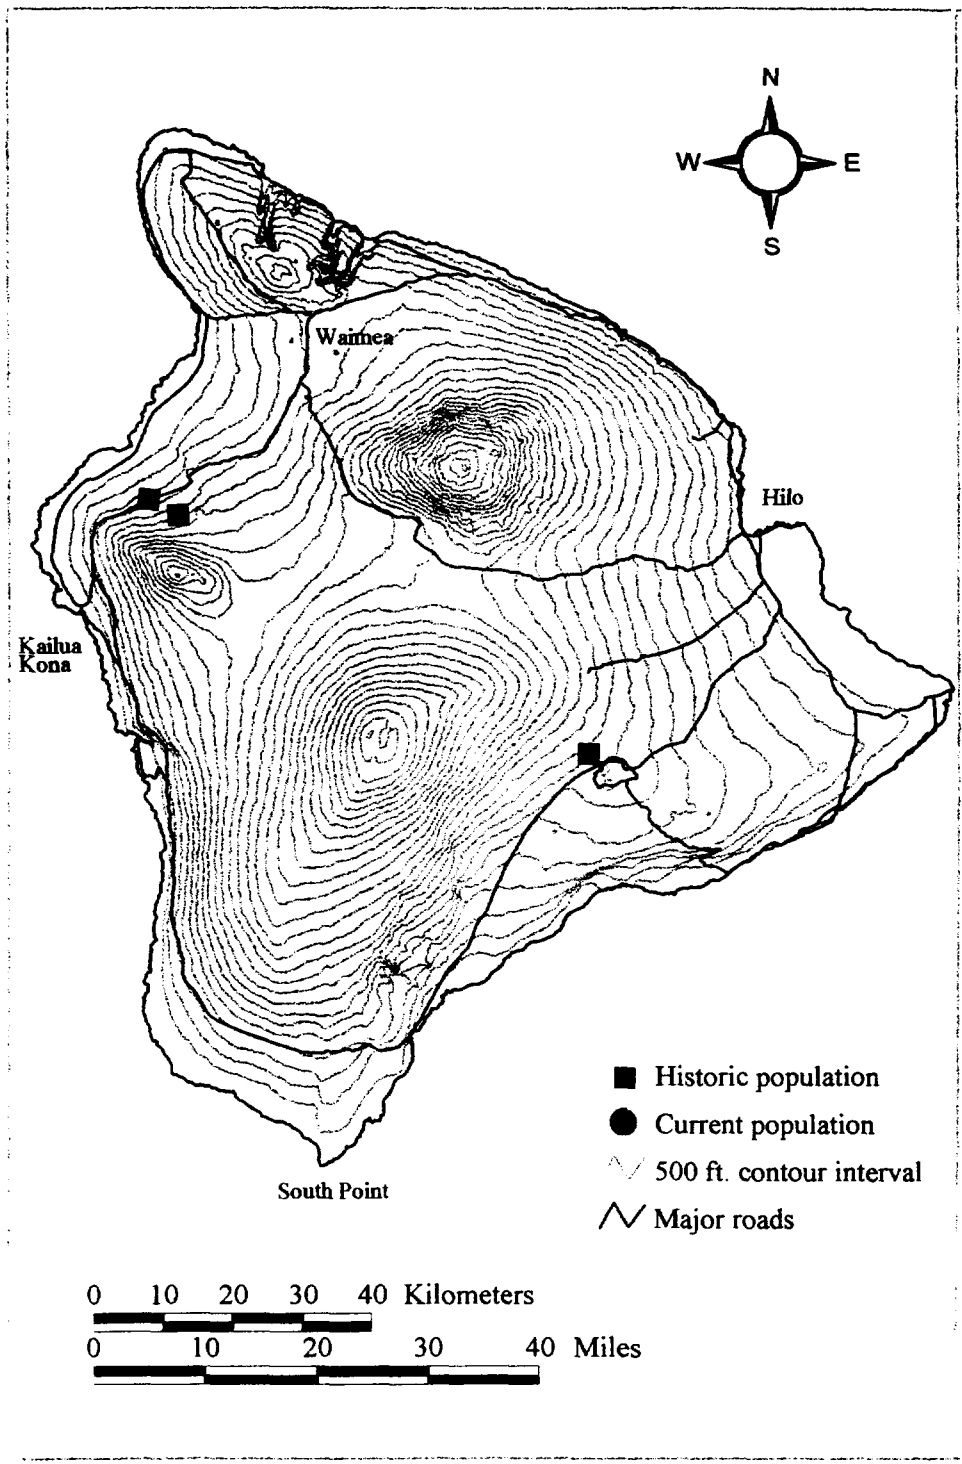 N
W E
S
Waimea
Hilo
Kailua
Kona
Historic population
Current population
500 ft. contour interval
Major roads
South Point
0 10 20 30 40 Kilometers
0 10 20 30 40 Miles